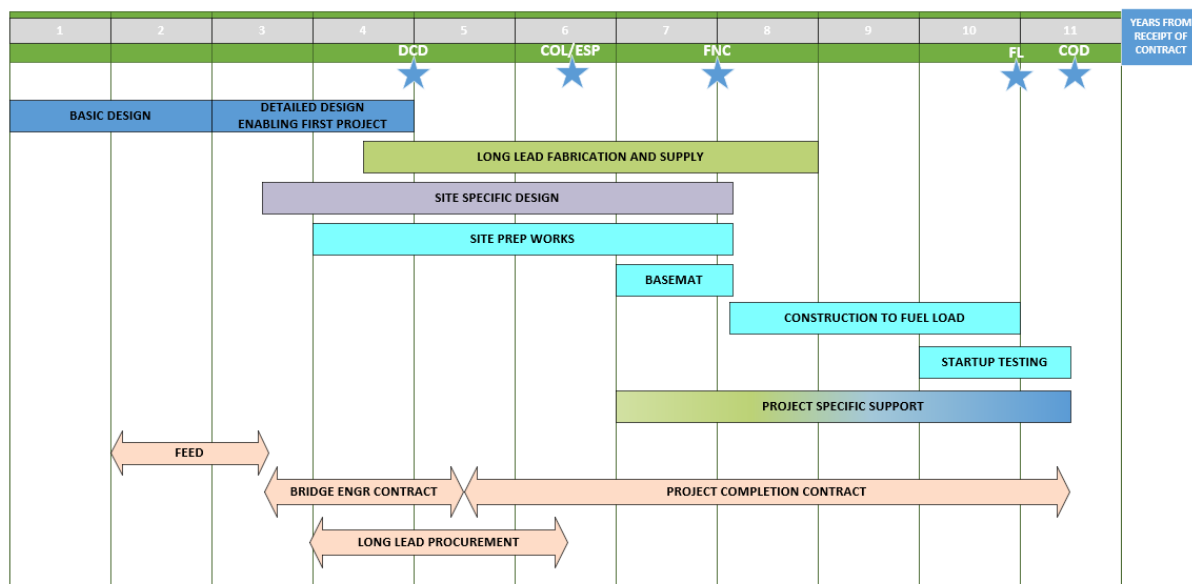 1 2 3 4 5 6 7 8 9 10 11
YEARS FROM
RECEIPT OF
CONTRACT
DCD COL/ESP FNC FL COD
BASIC DESIGN
DETAILED DESIGN
ENABLING FIRST PROJECT
LONG LEAD FABRICATION AND SUPPLY
SITE SPECIFIC DESIGN
SITE PREP WORKS
BASEMAT
CONSTRUCTION TO FUEL LOAD
STARTUP TESTING
PROJECT SPECIFIC SUPPORT
FEED
BRIDGE ENGR CONTRACT
PROJECT COMPLETION CONTRACT
LONG LEAD PROCUREMENT